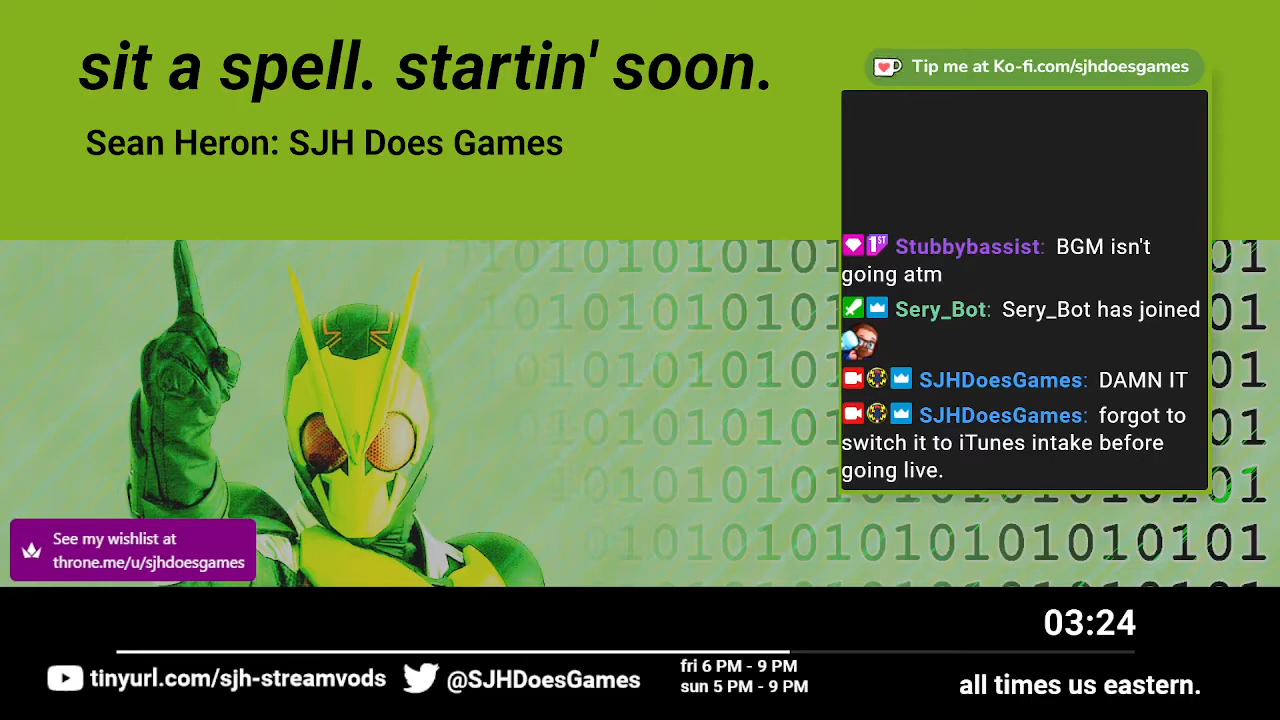 sit a spell. startin' soon.
Sean Heron: SJH Does Games
Tip me at Ko-fi.com/sjhdoesgames
1ST Stubbybassist: BGM isn't
going atm
Sery_Bot: Sery_Bot has joined
SJHDoesGames: DAMN IT
SJHDoesGames: forgot to
switch it to iTunes intake before
going live.
See my wishlist at
throne.me/u/sjhdoesgames
03:24
tinyurl.com/sjh-streamvods
@SJHDoesGames
fri 6 PM - 9 PM
sun 5 PM - 9 PM
all times us eastern.